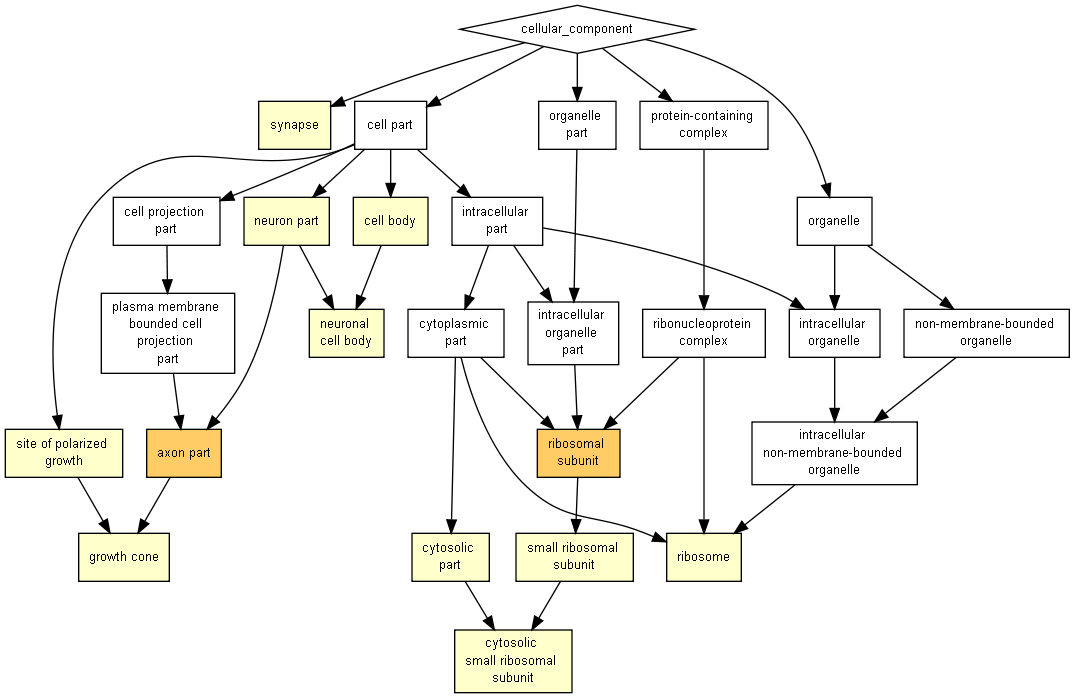 cellular_component
synapse
cell part
organelle
part
protein-containing
complex
cell projection
part
neuron part
cell body
intracellular
part
organelle
plasma membrane
bounded cell
projection
part
neuronal
cell body
cytoplasmic
part
intracellular
organelle
part
ribonucleoprotein
complex
intracellular
organelle
non-membrane-bounded
organelle
site of polarized
growth
axon part
ribosomal
subunit
intracellular
non-membrane-bounded
organelle
growth cone
cytosolic
part
small ribosomal
subunit
ribosome
cytosolic
small ribosomal
subunit